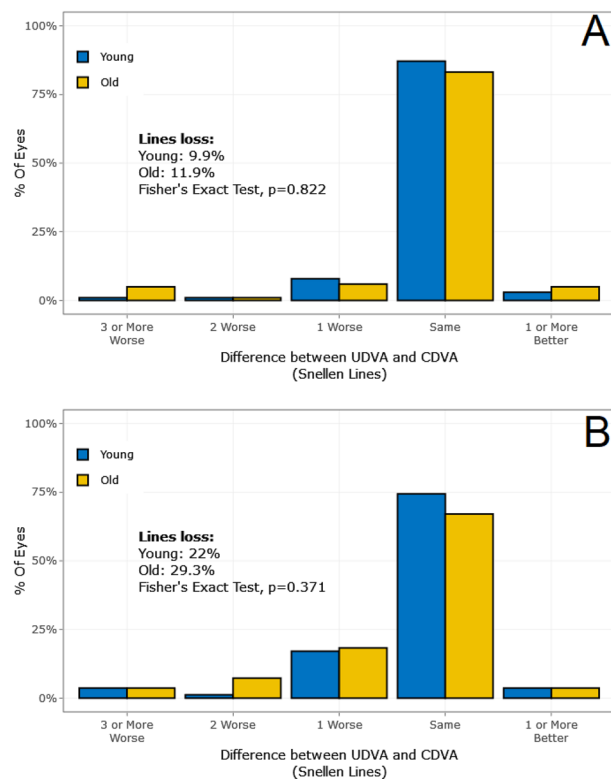 A
100%
Young
Old
75%
Lines loss:
Young: 9.9%
Old: 11.9%
Fisher's Exact Test, p=0.822
50%
25%
0%
% Of Eyes
3 or More Worse
2 Worse
1 Worse
Same
1 or More Better
Difference between UDVA and CDVA
(Snellen Lines)
B
100%
Young
Old
75%
Lines loss:
Young: 22%
Old: 29.3%
Fisher's Exact Test, p=0.371
50%
25%
0%
% Of Eyes
3 or More Worse
2 Worse
1 Worse
Same
1 or More Better
Difference between UDVA and CDVA
(Snellen Lines)